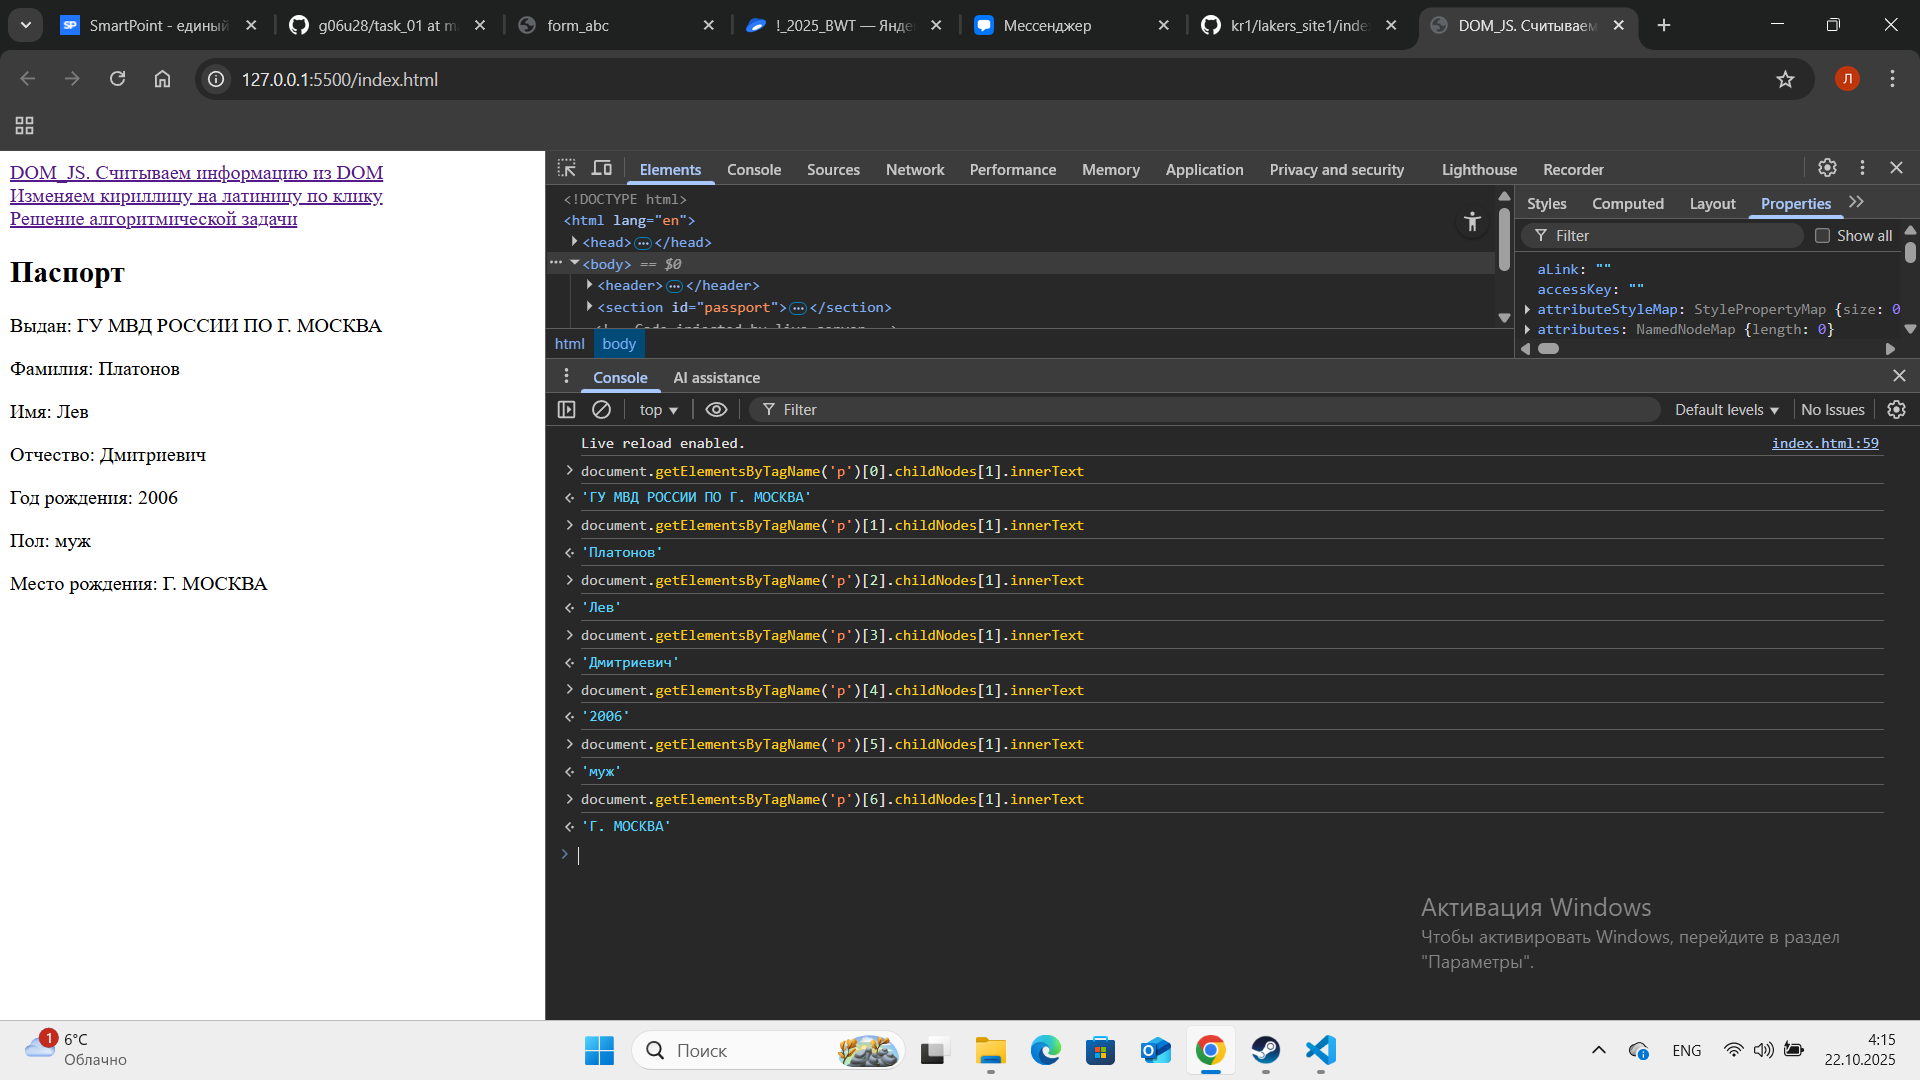 SmartPoint - единый
g06u28/task_01 at m
form_abc
!_2025_BWT — Янде
Мессенджер
kr1/lakers_site1/inde
DOM_JS. Считываем
127.0.0.1:5500/index.html
Л
DOM_JS. Считываем информацию из DOM
Изменяем кириллицу на латиницу по клику
Решение алгоритмической задачи
Паспорт
Выдан: ГУ МВД РОССИИ ПО Г. МОСКВА
Фамилия: Платонов
Имя: Лев
Отчество: Дмитриевич
Год рождения: 2006
Пол: муж
Место рождения: Г. МОСКВА
Elements Console Sources Network Performance Memory Application Privacy and security Lighthouse Recorder
<!DOCTYPE html>
<html lang="en">
<head>…</head>
<body> == $0
<header>…</header>
<section id="passport">…</section>
<!-- Code injected by live-server -->
html body
Styles Computed Layout Properties
Filter Show all
aLink: ""
accessKey: ""
attributeStyleMap: StylePropertyMap {size: 0
attributes: NamedNodeMap {length: 0}
Console AI assistance
top Filter Default levels No Issues
Live reload enabled. index.html:59
document.getElementsByTagName('p')[0].childNodes[1].innerText
'ГУ МВД РОССИИ ПО Г. МОСКВА'
document.getElementsByTagName('p')[1].childNodes[1].innerText
'Платонов'
document.getElementsByTagName('p')[2].childNodes[1].innerText
'Лев'
document.getElementsByTagName('p')[3].childNodes[1].innerText
'Дмитриевич'
document.getElementsByTagName('p')[4].childNodes[1].innerText
'2006'
document.getElementsByTagName('p')[5].childNodes[1].innerText
'муж'
document.getElementsByTagName('p')[6].childNodes[1].innerText
'Г. МОСКВА'
Активация Windows
Чтобы активировать Windows, перейдите в раздел
"Параметры".
1
6°C
Облачно
Поиск
ENG
4:15
22.10.2025